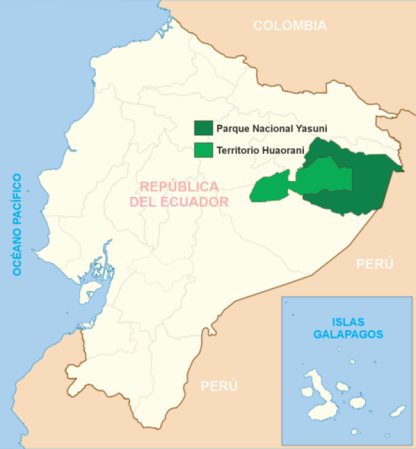 COLOMBIA
Parque Nacional Yasuni
Territorio Huaorani
REPÚBLICA
DEL ECUADOR
OCÉANO PACÍFICO
PERÚ
ISLAS
GALAPAGOS
PERÚ